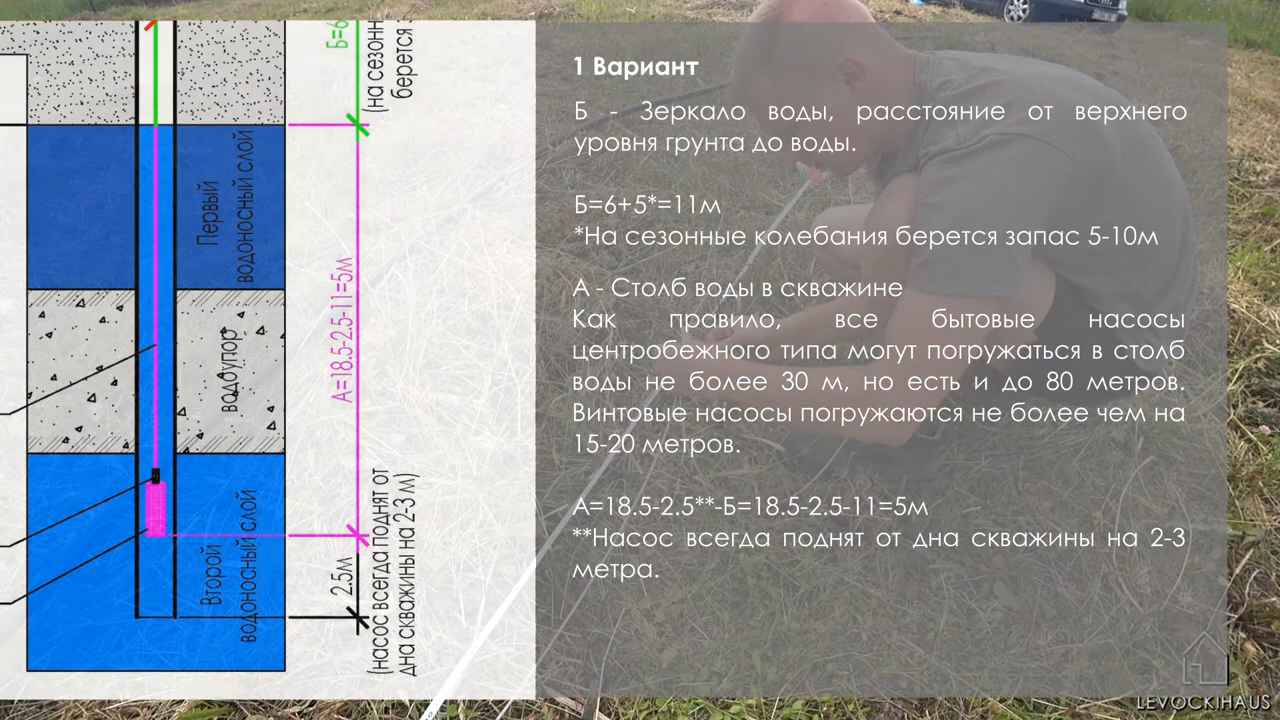 Б=6
(на сезонн
берется
Первый
водоносный слой
А=18.5-2.5-11=5м
водоупор
Второй
водоносный слой
2.5м
(насос всегда поднят от
дна скважины на 2-3 м)
1 Вариант
Б - Зеркало воды, расстояние от верхнего
уровня грунта до воды.
Б=6+5*=11м
*На сезонные колебания берется запас 5-10м
А - Столб воды в скважине
Как правило, все бытовые насосы
центробежного типа могут погружаться в столб
воды не более 30 м, но есть и до 80 метров.
Винтовые насосы погружаются не более чем на
15-20 метров.
А=18.5-2.5**-Б=18.5-2.5-11=5м
**Насос всегда поднят от дна скважины на 2-3
метра.
LEVOCKIHAUS